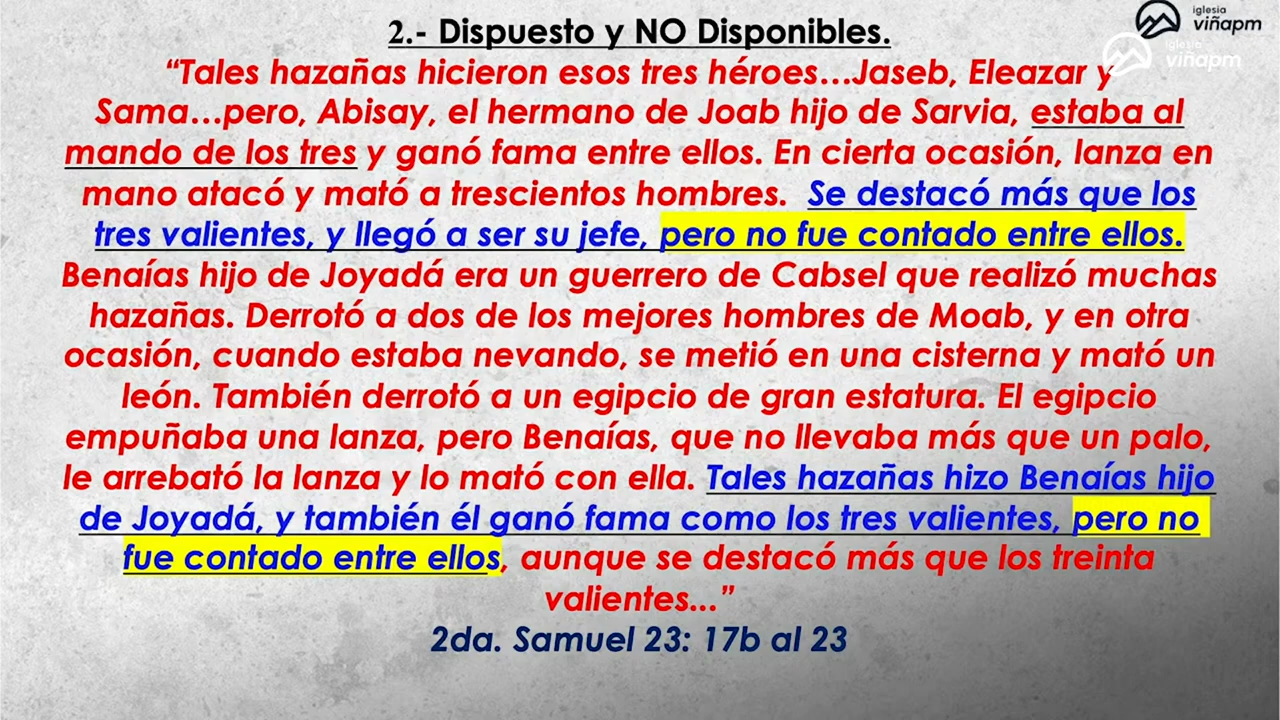 iglesia
viñapm
iglesia
viñapm
2.- Dispuesto y NO Disponibles.
“Tales hazañas hicieron esos tres héroes…Jaseb, Eleazar y
Sama…pero, Abisay, el hermano de Joab hijo de Sarvia, estaba al
mando de los tres y ganó fama entre ellos. En cierta ocasión, lanza en
mano atacó y mató a trescientos hombres. Se destacó más que los
tres valientes, y llegó a ser su jefe, pero no fue contado entre ellos.
Benaías hijo de Joyadá era un guerrero de Cabsel que realizó muchas
hazañas. Derrotó a dos de los mejores hombres de Moab, y en otra
ocasión, cuando estaba nevando, se metió en una cisterna y mató un
león. También derrotó a un egipcio de gran estatura. El egipcio
empuñaba una lanza, pero Benaías, que no llevaba más que un palo,
le arrebató la lanza y lo mató con ella. Tales hazañas hizo Benaías hijo
de Joyadá, y también él ganó fama como los tres valientes, pero no
fue contado entre ellos, aunque se destacó más que los treinta
valientes...”
2da. Samuel 23: 17b al 23